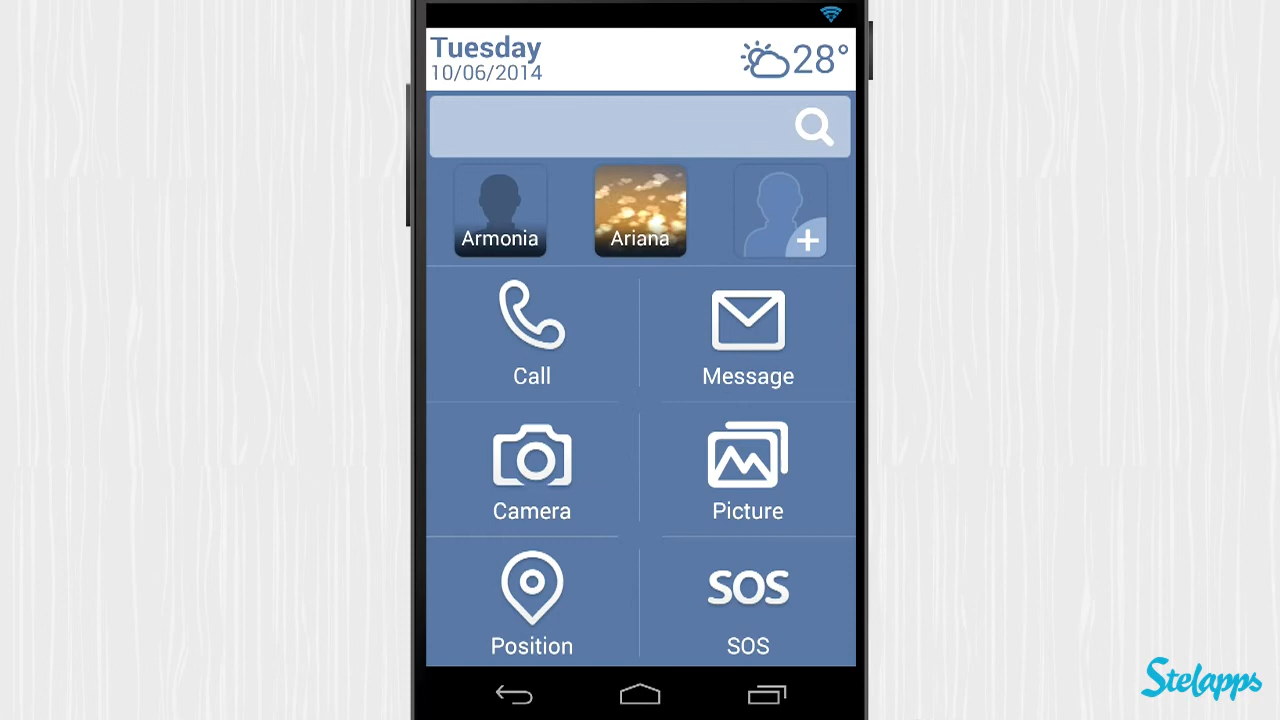 Tuesday
10/06/2014
28°
Armonia
Ariana
Call
Message
Camera
Picture
Position
SOS
SOS
Stelapps